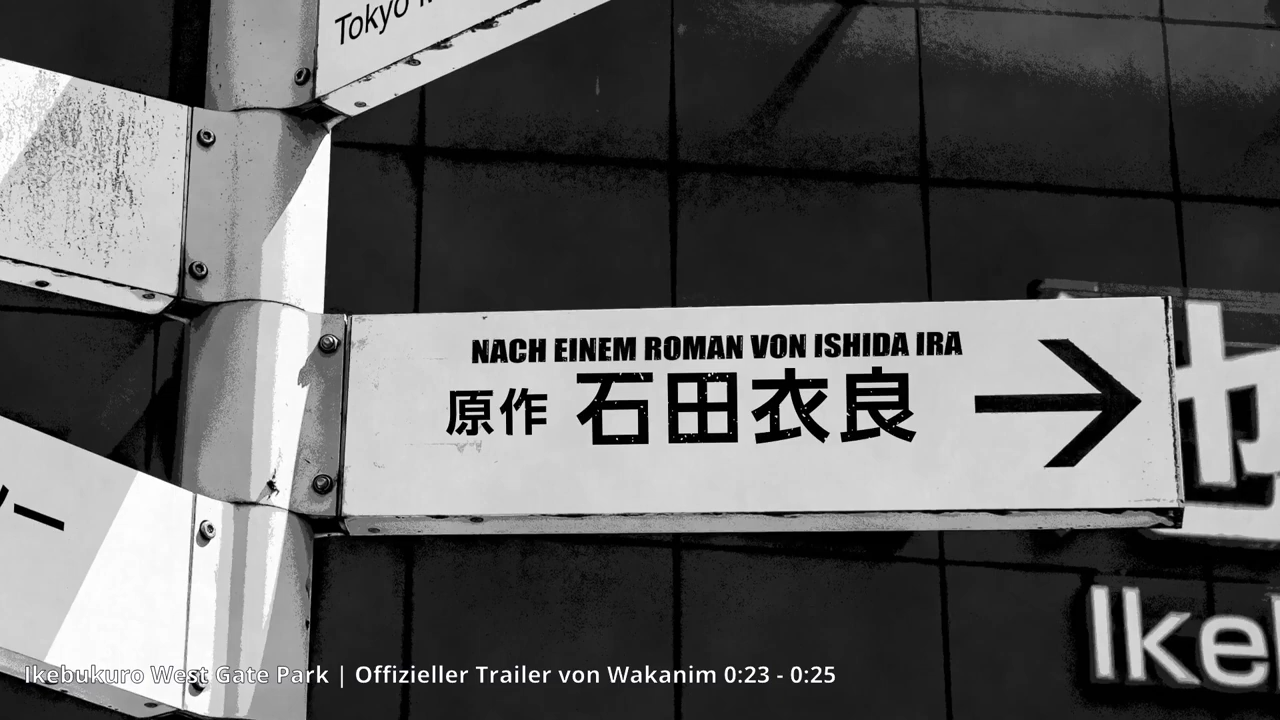 Tokyo
NACH EINEM ROMAN VON ISHIDA IRA
原作 石田衣良
Ikebukuro West Gate Park | Offizieller Trailer von Wakanim 0:23 - 0:25